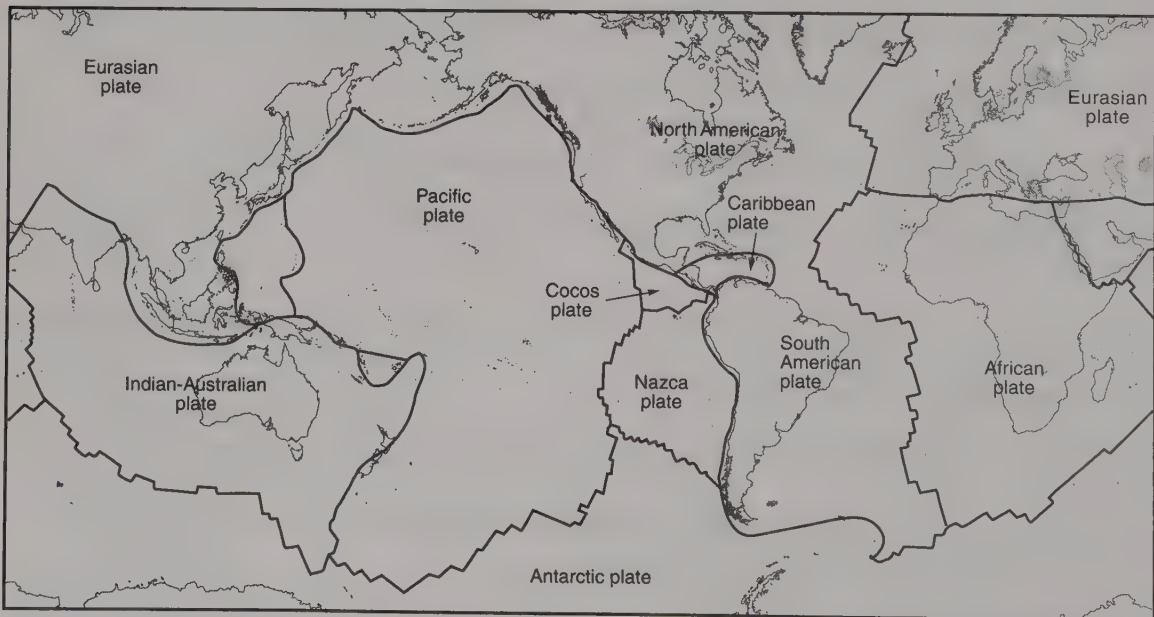 Eurasian
plate
Eurasian
plate
North American
plate
Pacific
plate
Caribbean
plate
Cocos
plate
South
American
plate
Indian-Australian
plate
Nazca
plate
African
plate
Antarctic plate